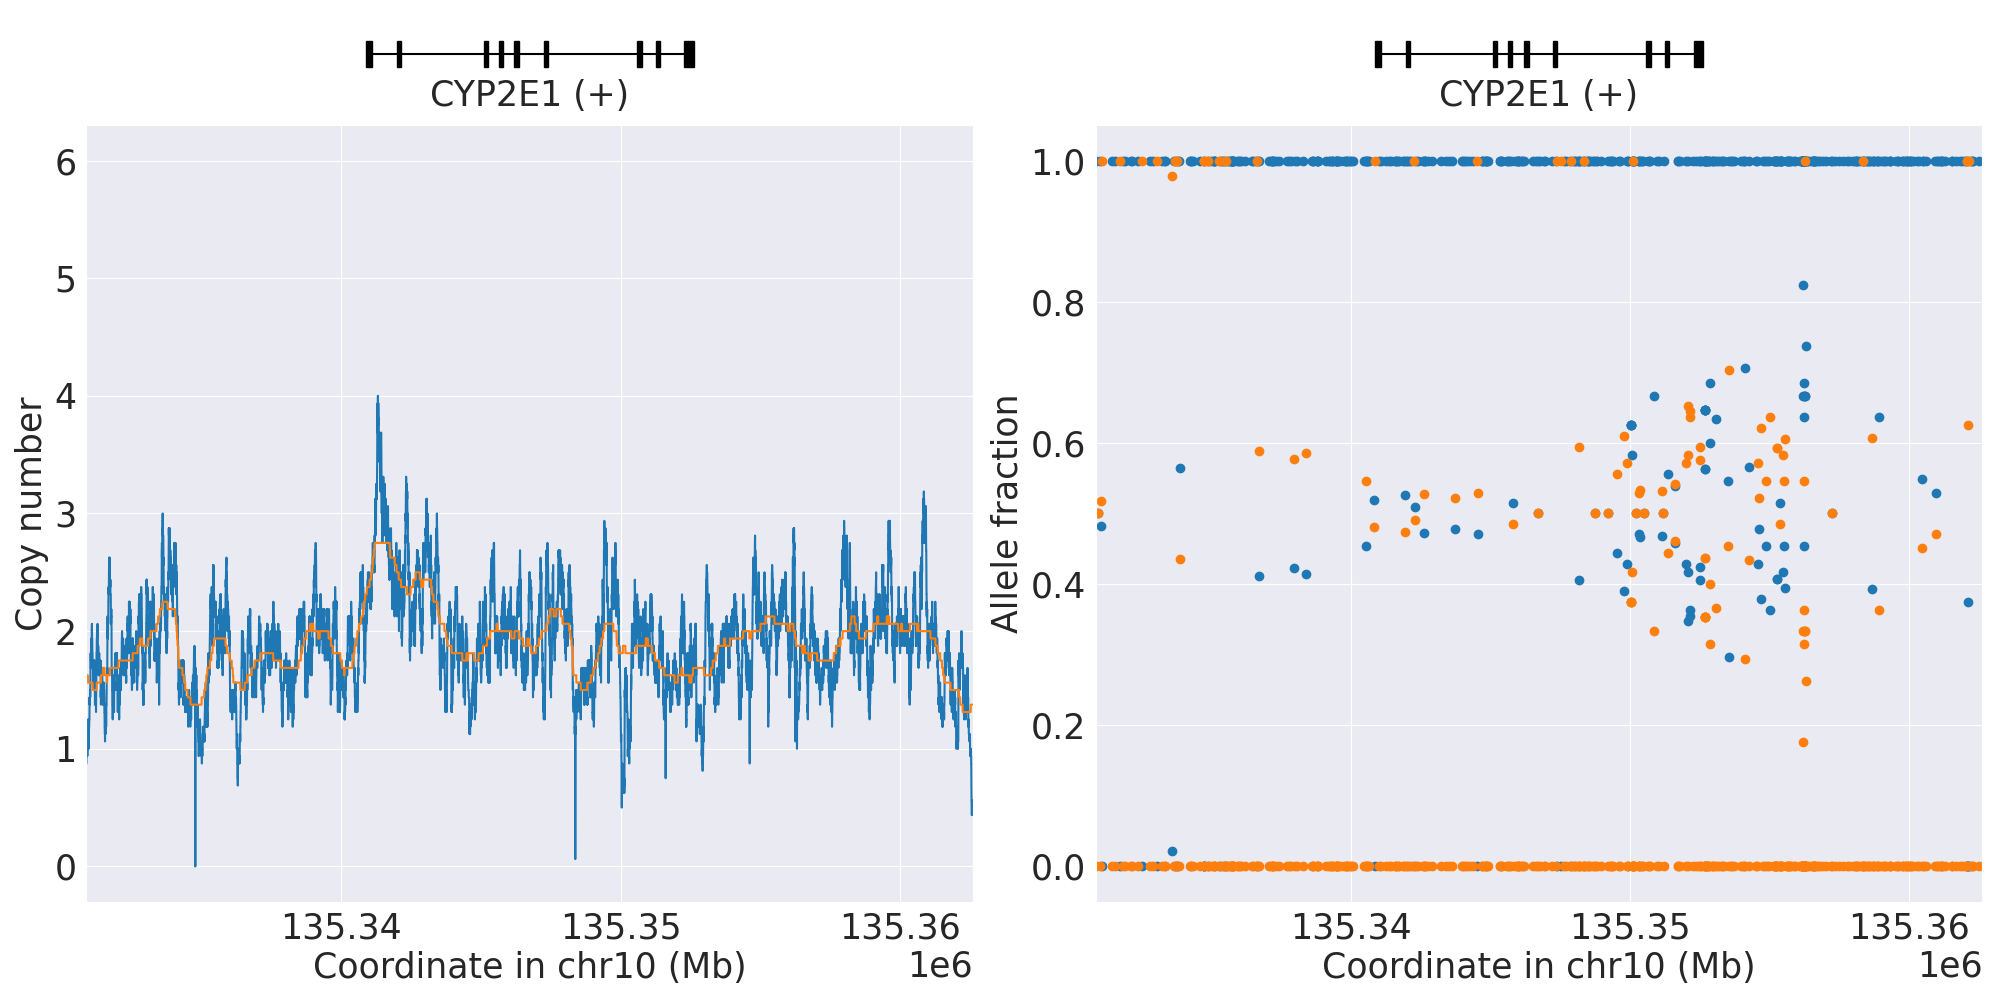 CYP2E1 (+)
6
5
4
3
2
1
0
Copy number
135.34 135.35 135.36
Coordinate in chr10 (Mb)
1e6
CYP2E1 (+)
1.0
0.8
0.6
0.4
0.2
0.0
Allele fraction
135.34 135.35 135.36
Coordinate in chr10 (Mb)
1e6